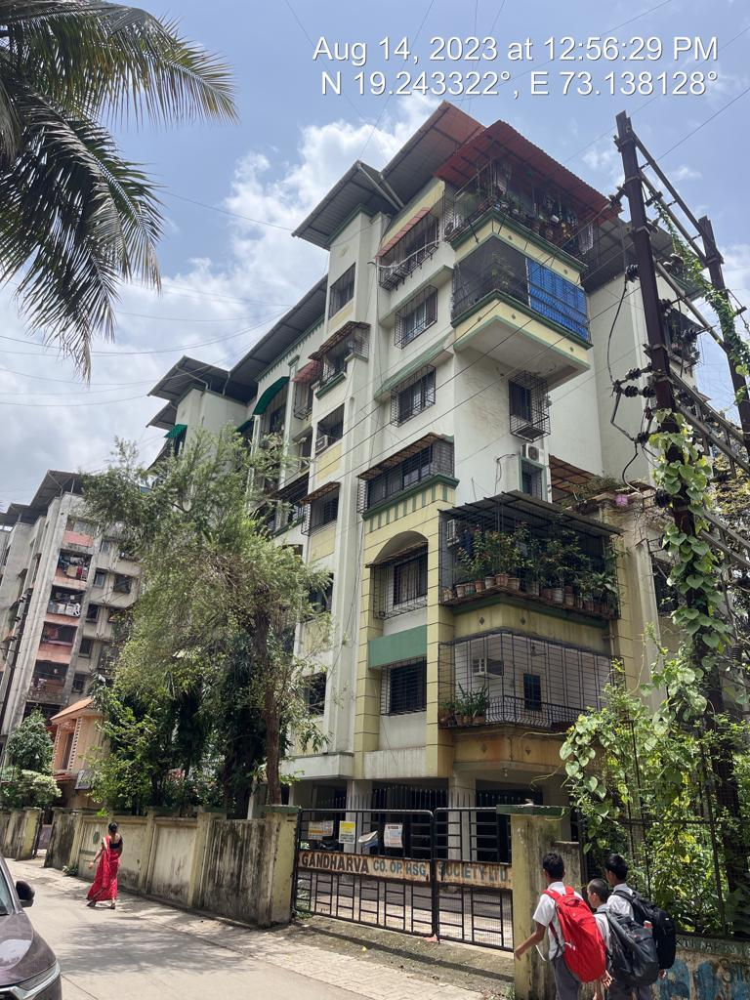 Aug 14, 2023 at 12:56:29 PM
N 19.243322°, E 73.138128°
GANDHARVA CO. OP. HSG. SOCIETY LTD.